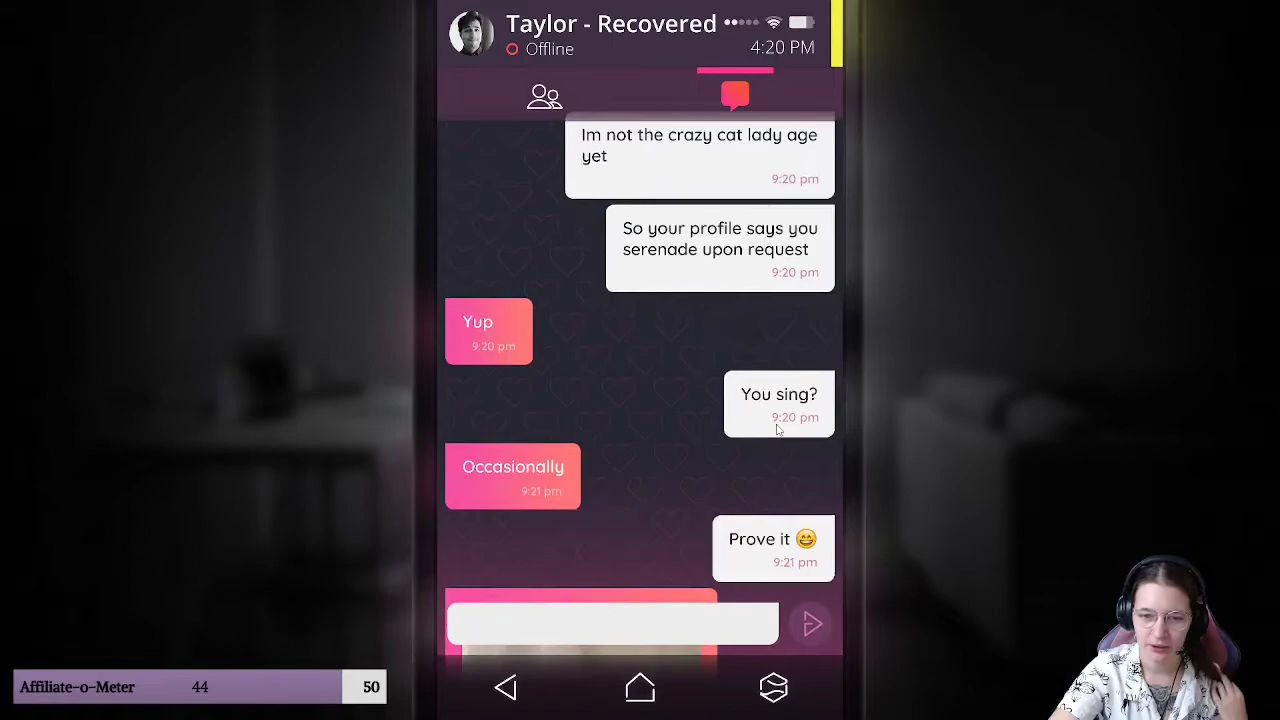 Taylor - Recovered
Offline
4:20 PM
Im not the crazy cat lady age
yet
9:20 pm
So your profile says you
serenade upon request
9:20 pm
Yup
9:20 pm
You sing?
9:20 pm
Occasionally
9:21 pm
Prove it 😄
9:21 pm
Affiliate-o-Meter 44 50